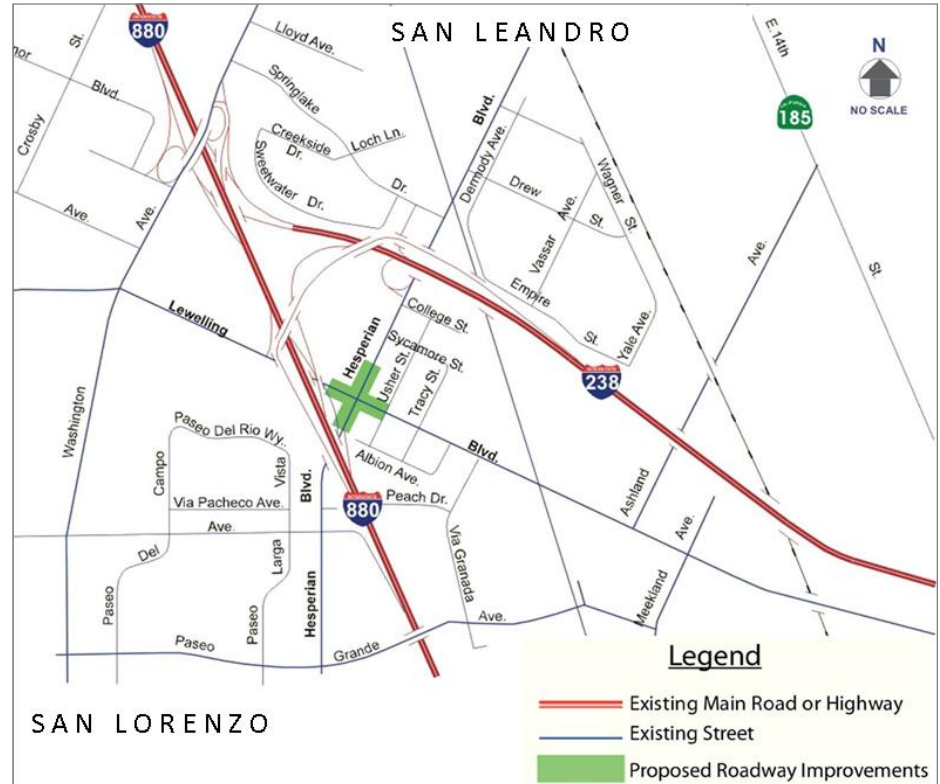 SAN LEANDRO
INTERSTATE
880
Lloyd Ave.
St.
E.14th
N
NO SCALE
185
Blvd.
Crosby
Springlake
Creekside
Loch Ln.
Dr.
Sweetwater Dr.
Dr.
Blvd.
Dermody Ave.
Drew
St.
Vassar
Ave.
Wagner St.
Ave.
St.
Ave.
Ave.
Empire
St.
Yale Ave.
Lewelling
College St.
Sycamore St.
Hesperian
Usher St.
Tracy St.
238
Washington
Paseo Del Rio Wy.
Campo
Vista
Blvd.
Albion Ave.
Blvd.
Via Pacheco Ave.
880
Peach Dr.
Ave.
Ashland
Ave.
Del
Larga
Via Granada
Paseo
Paseo
Hesperian
Meekland
Ave.
Paseo
Grande
Legend
Existing Main Road or Highway
Existing Street
Proposed Roadway Improvements
SAN LORENZO